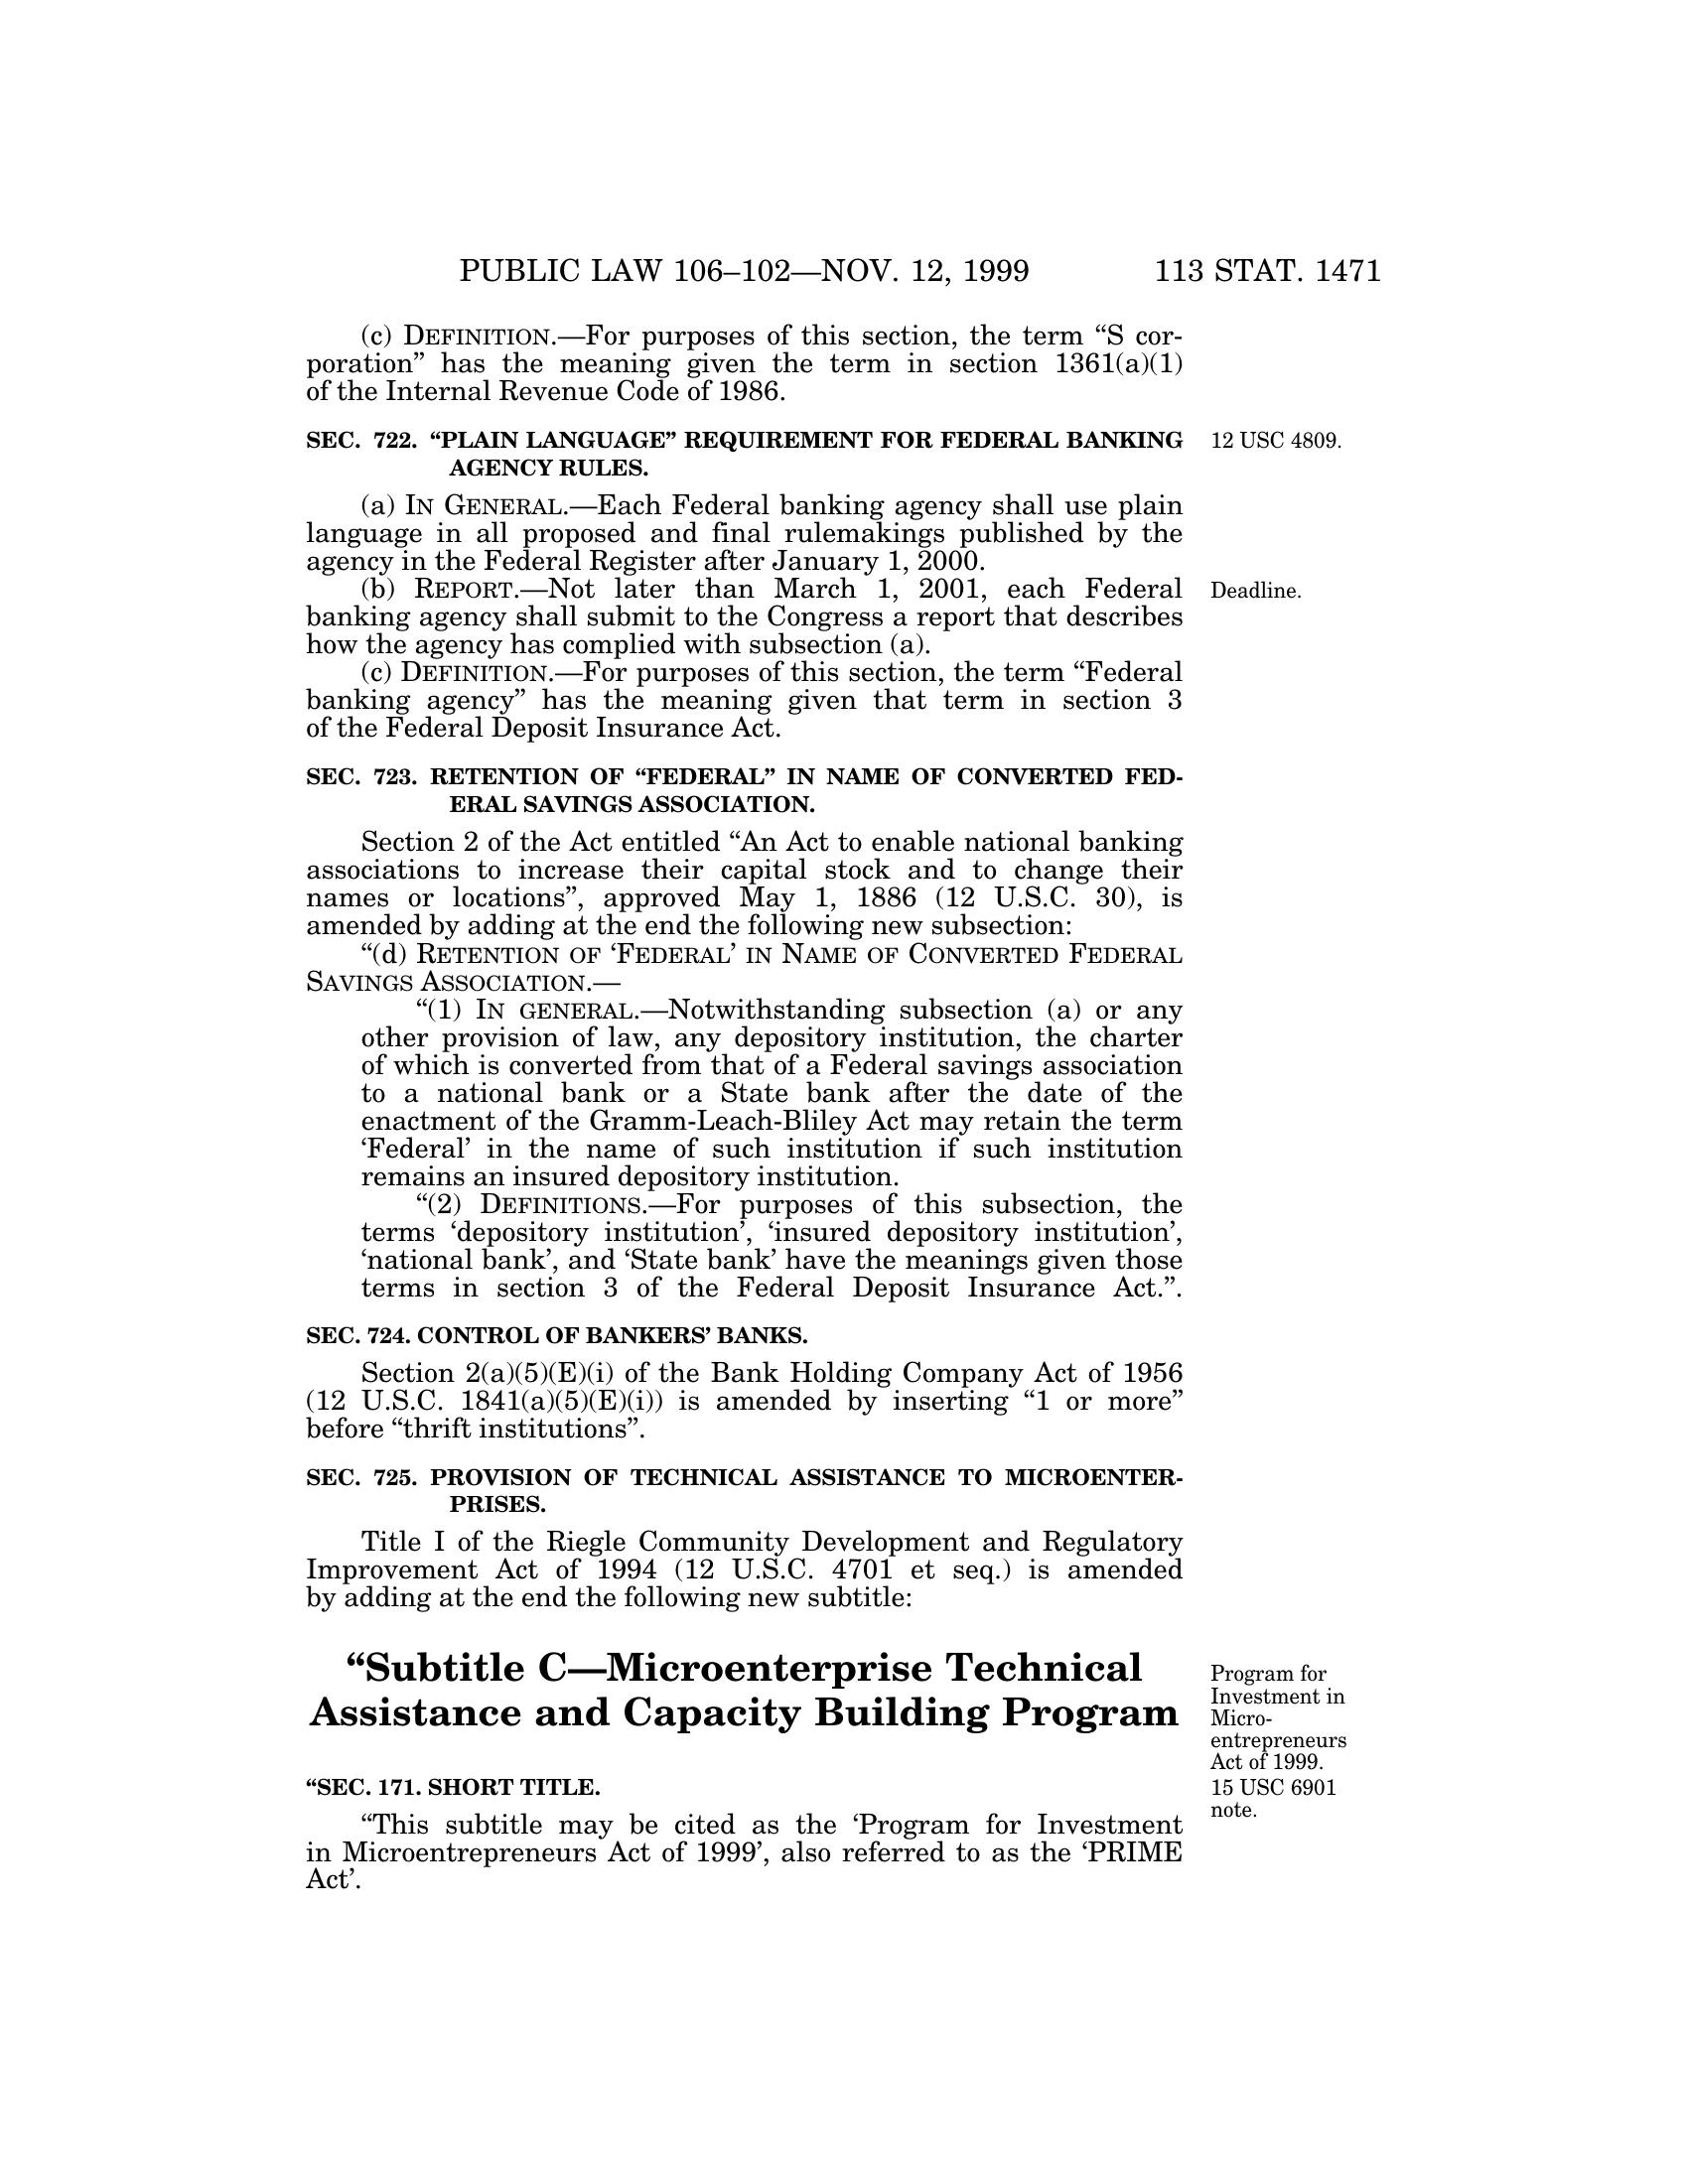 PUBLIC LAW 106–102—NOV. 12, 1999 113 STAT. 1471
(c) DEFINITION.—For purposes of this section, the term “S cor-
poration” has the meaning given the term in section 1361(a)(1)
of the Internal Revenue Code of 1986.
SEC. 722. “PLAIN LANGUAGE” REQUIREMENT FOR FEDERAL BANKING
AGENCY RULES.
12 USC 4809.
(a) IN GENERAL.—Each Federal banking agency shall use plain
language in all proposed and final rulemakings published by the
agency in the Federal Register after January 1, 2000.
(b) REPORT.—Not later than March 1, 2001, each Federal
banking agency shall submit to the Congress a report that describes
how the agency has complied with subsection (a).
Deadline.
(c) DEFINITION.—For purposes of this section, the term “Federal
banking agency” has the meaning given that term in section 3
of the Federal Deposit Insurance Act.
SEC. 723. RETENTION OF “FEDERAL” IN NAME OF CONVERTED FED-
ERAL SAVINGS ASSOCIATION.
Section 2 of the Act entitled “An Act to enable national banking
associations to increase their capital stock and to change their
names or locations”, approved May 1, 1886 (12 U.S.C. 30), is
amended by adding at the end the following new subsection:
“(d) RETENTION OF ‘FEDERAL’ IN NAME OF CONVERTED FEDERAL
SAVINGS ASSOCIATION.—
“(1) IN GENERAL.—Notwithstanding subsection (a) or any
other provision of law, any depository institution, the charter
of which is converted from that of a Federal savings association
to a national bank or a State bank after the date of the
enactment of the Gramm-Leach-Bliley Act may retain the term
‘Federal’ in the name of such institution if such institution
remains an insured depository institution.
“(2) DEFINITIONS.—For purposes of this subsection, the
terms ‘depository institution’, ‘insured depository institution’,
‘national bank’, and ‘State bank’ have the meanings given those
terms in section 3 of the Federal Deposit Insurance Act.”.
SEC. 724. CONTROL OF BANKERS’ BANKS.
Section 2(a)(5)(E)(i) of the Bank Holding Company Act of 1956
(12 U.S.C. 1841(a)(5)(E)(i)) is amended by inserting “1 or more”
before “thrift institutions”.
SEC. 725. PROVISION OF TECHNICAL ASSISTANCE TO MICROENTER-
PRISES.
Title I of the Riegle Community Development and Regulatory
Improvement Act of 1994 (12 U.S.C. 4701 et seq.) is amended
by adding at the end the following new subtitle:
“Subtitle C—Microenterprise Technical
Assistance and Capacity Building Program
Program for
Investment in
Micro-
entrepreneurs
Act of 1999.
“SEC. 171. SHORT TITLE.
15 USC 6901
note.
“This subtitle may be cited as the ‘Program for Investment
in Microentrepreneurs Act of 1999’, also referred to as the ‘PRIME
Act’.